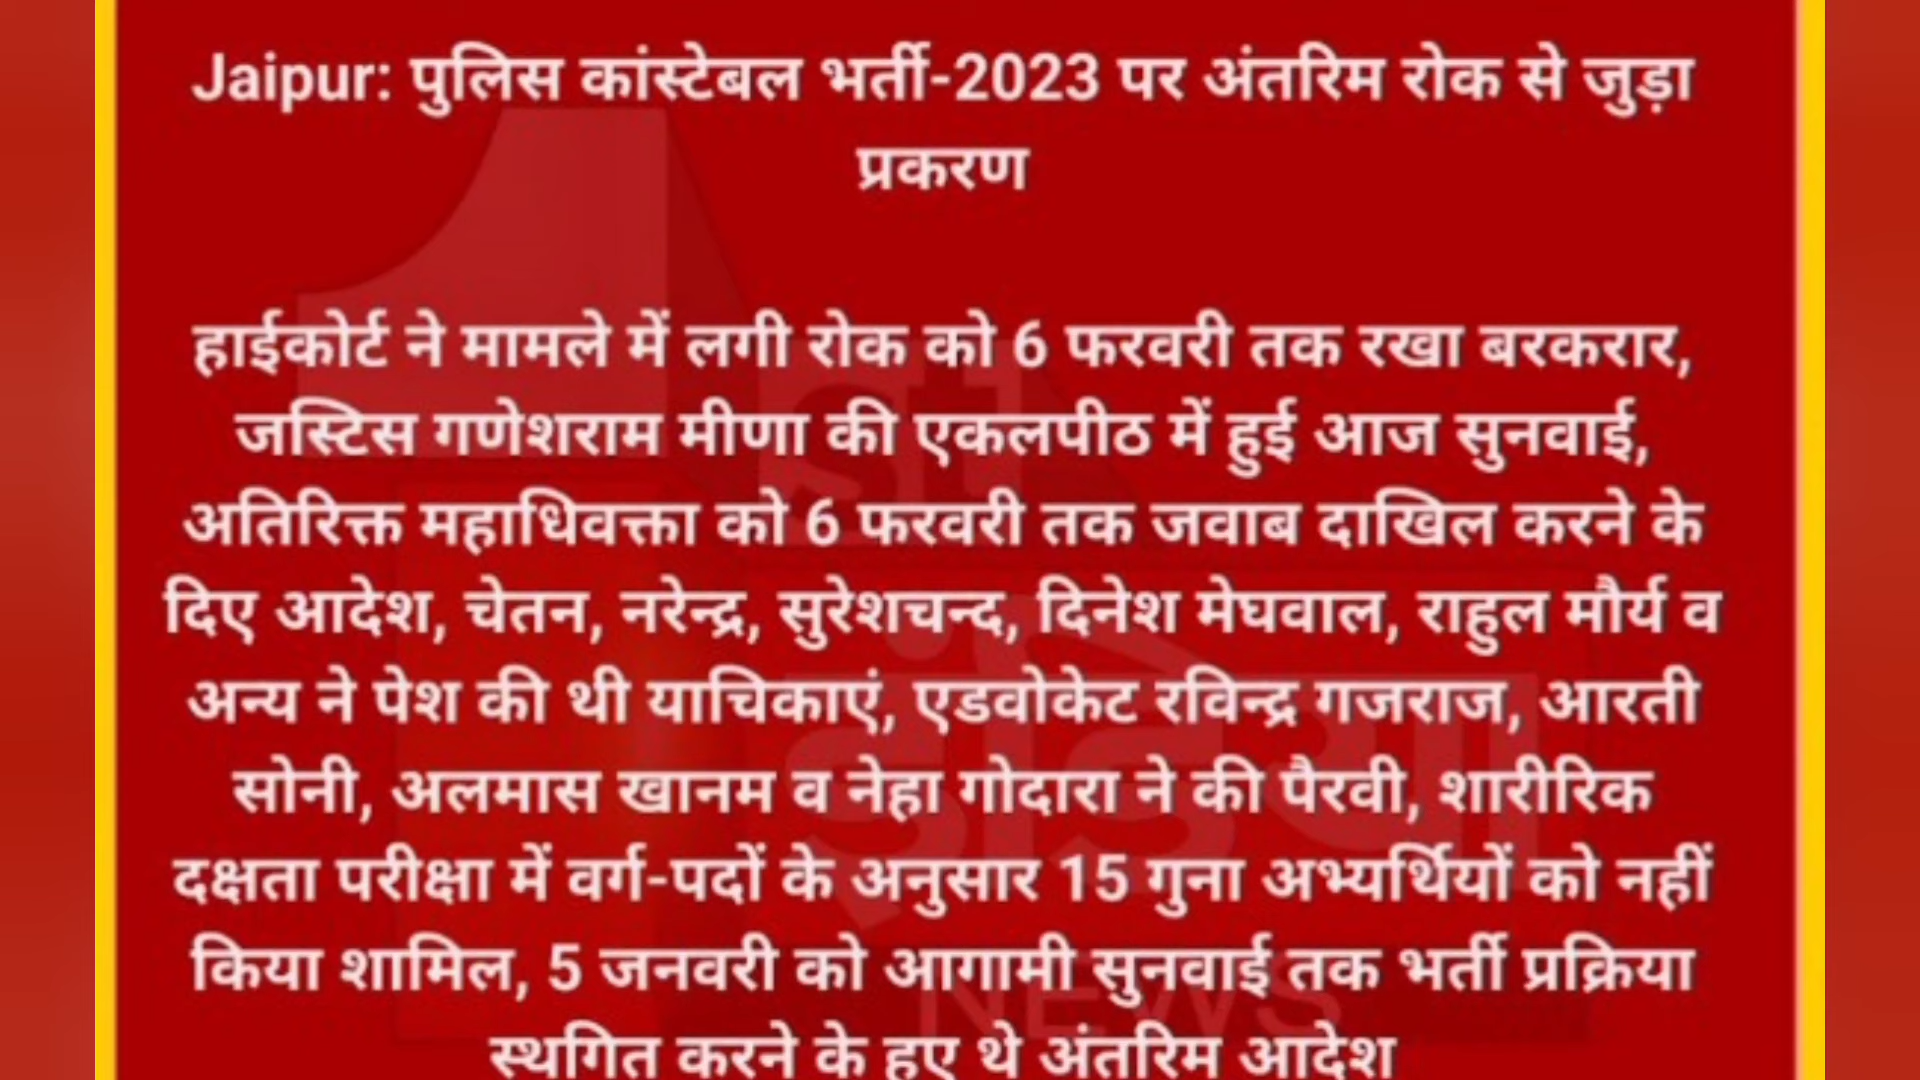 Jaipur: पुलिस कांस्टेबल भर्ती-2023 पर अंतरिम रोक से जुड़ा
प्रकरण
हाईकोर्ट ने मामले में लगी रोक को 6 फरवरी तक रखा बरकरार,
जस्टिस गणेशराम मीणा की एकलपीठ में हुई आज सुनवाई,
अतिरिक्त महाधिवक्ता को 6 फरवरी तक जवाब दाखिल करने के
दिए आदेश, चेतन, नरेन्द्र, सुरेशचन्द, दिनेश मेघवाल, राहुल मौर्य व
अन्य ने पेश की थी याचिकाएं, एडवोकेट रविन्द्र गजराज, आरती
सोनी, अलमास खानम व नेहा गोदारा ने की पैरवी, शारीरिक
दक्षता परीक्षा में वर्ग-पदों के अनुसार 15 गुना अभ्यर्थियों को नहीं
किया शामिल, 5 जनवरी को आगामी सुनवाई तक भर्ती प्रक्रिया
स्थगित करने के हुए थे अंतरिम आदेश
1st
इंडिया
NEWS